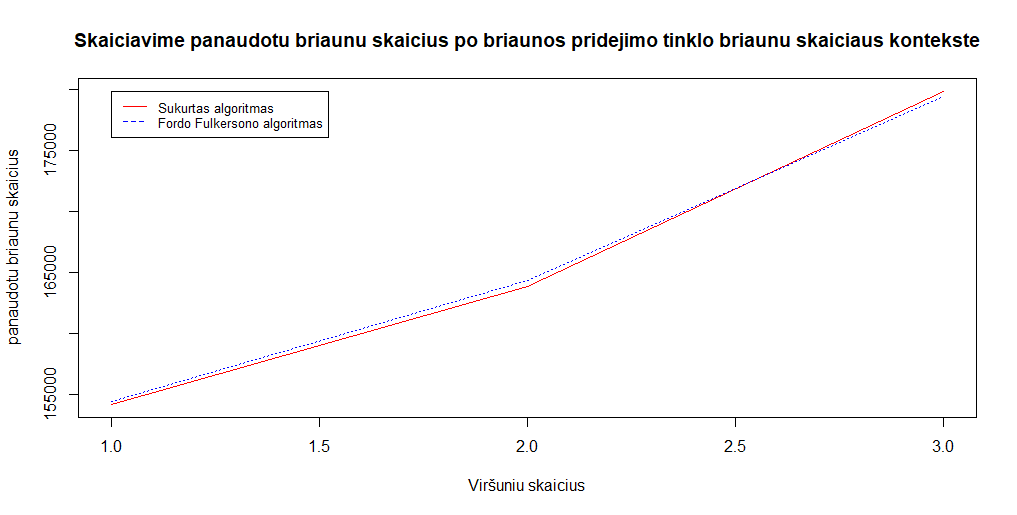 Skaiciavime panaudotu briaunu skaicius po briaunos pridejimo tinklo briaunu skaiciaus kontekste
Sukurtas algoritmas
Fordo Fulkersono algoritmas
panaudotu briaunu skaicius
175000
165000
155000
1.0 1.5 2.0 2.5 3.0
Viršuniu skaicius